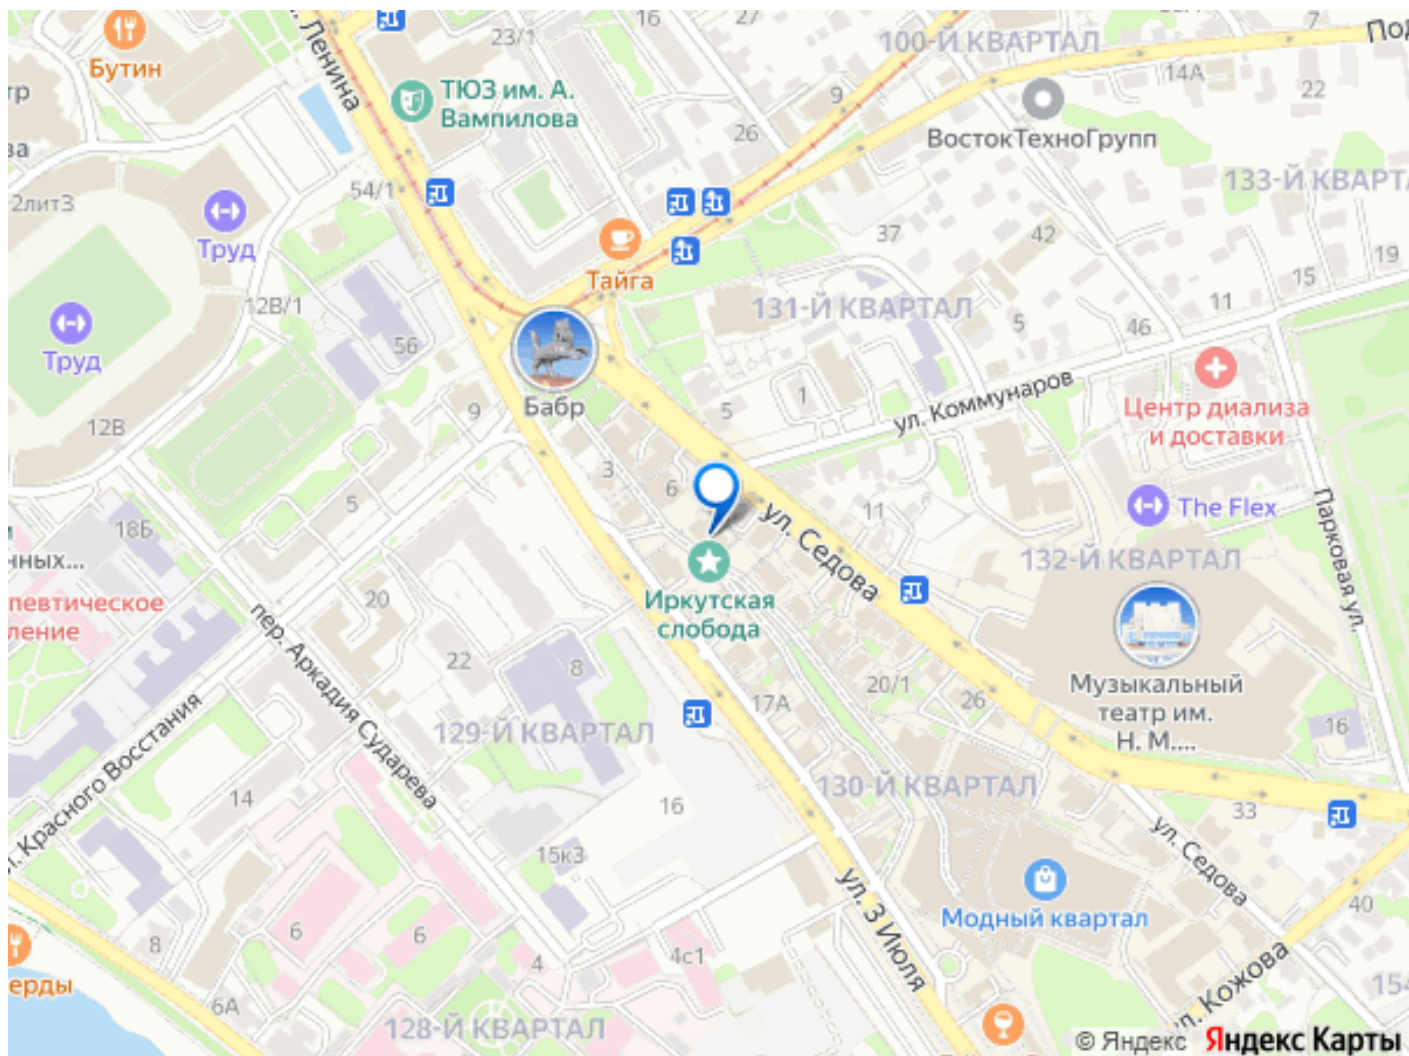 Бутин
ул. Ленина
23/1
16
27
100-Й КВАРТАЛ
7
14А
22
ТЮЗ им. А.
Вампилова
9
26
ВостокТехноГрупп
133-Й КВАРТ
2лит3
54/1
Труд
Тайга
37
42
19
15
11
46
12В/1
131-Й КВАРТАЛ
5
56
Труд
Бабр
9
5
1
ул. Коммунаров
Центр диализа
и доставки
12В
3
6
5
18Б
11
The Flex
Парковая ул.
ул. Седова
132-Й КВАРТАЛ
нных...
певтическое
ление
20
пер. Аркадия Сударева
Иркутская
слобода
22
8
17А
20/1
26
Музыкальный
театр им.
Н. М....
16
129-Й КВАРТАЛ
л. Красного Восстания
130-Й КВАРТАЛ
14
16
33
15к3
ул. Седова
ул. 3 Июля
Модный квартал
40
8
6
6
4
4с1
ерды
6А
128-Й КВАРТАЛ
ул. Кожова
154
© Яндекс Яндекс Карты